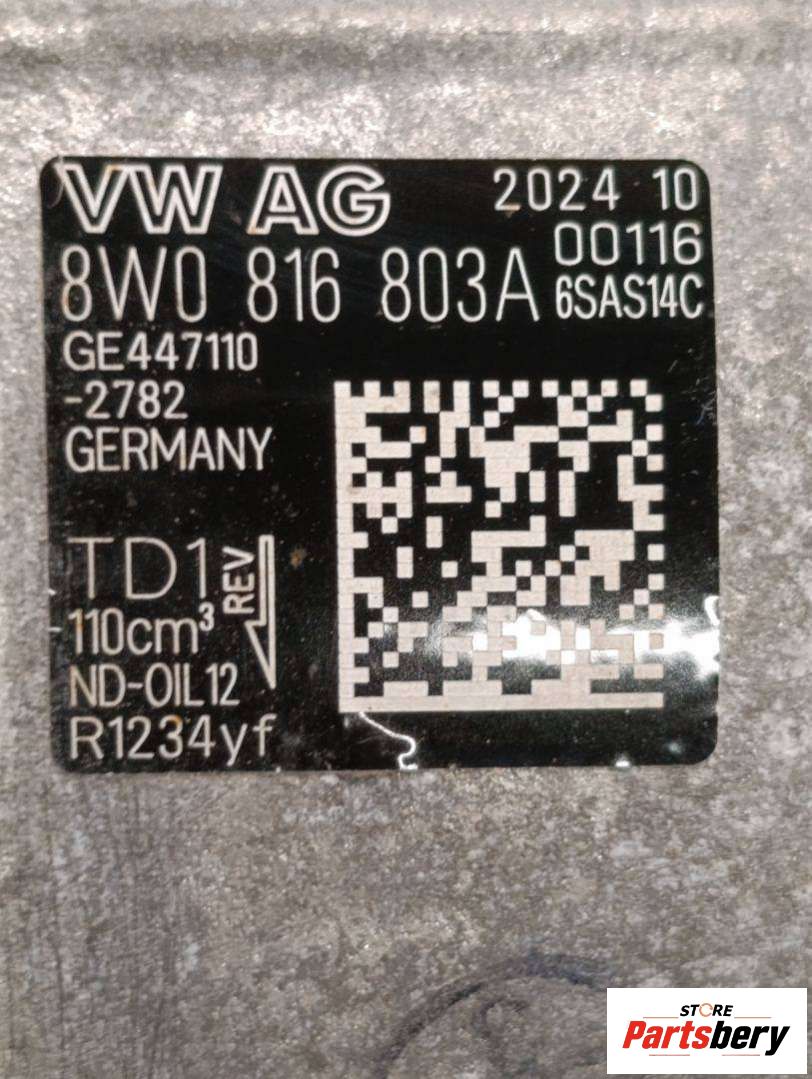 VW AG 2024 10
00116
8W0 816 803A 6SAS14C
GE447110
-2782
GERMANY
TD1 REV
110cm³
ND-OIL12
R1234yf
STORE
Partsbery